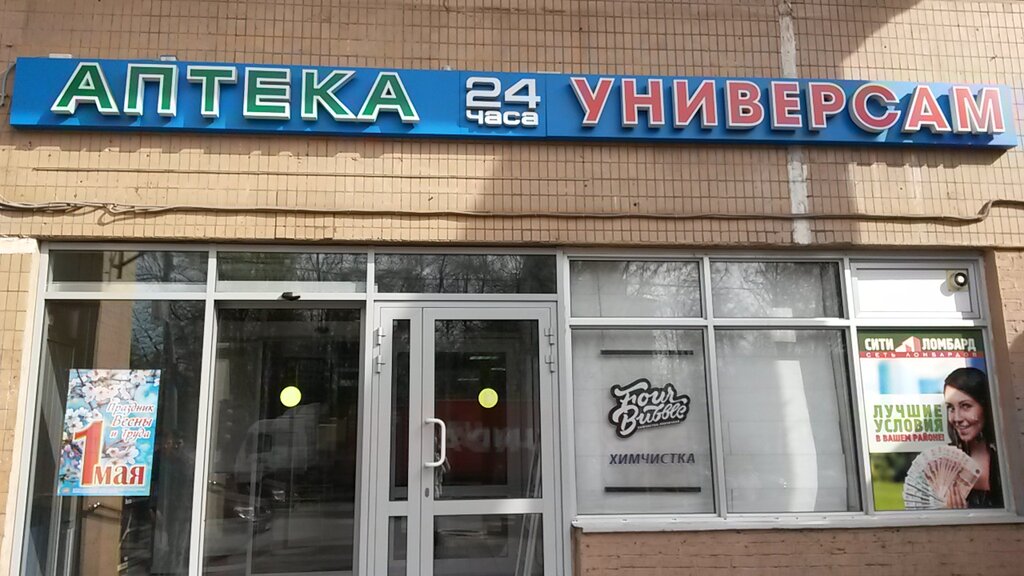 АПТЕКА 24 часа УНИВЕРСАМ
Праздник
Весны
и Труда
1 мая
Four
Bubble
ХИМЧИСТКА
СИТИ ЛОМБАРД
СЕТЬ ЛОМБАРДОВ
ЛУЧШИЕ
УСЛОВИЯ
В ВАШЕМ РАЙОНЕ!